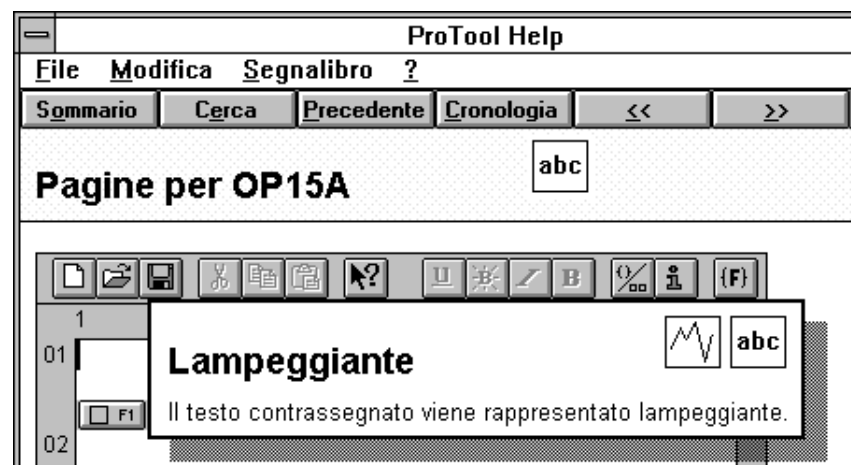 ProTool Help
File Modifica Segnalibro ?
Sommario Cerca Precedente Cronologia << >>
Pagine per OP15A
abc
U B I B i {F}
1
01
Lampeggiante
abc
F1
Il testo contrassegnato viene rappresentato lampeggiante.
02